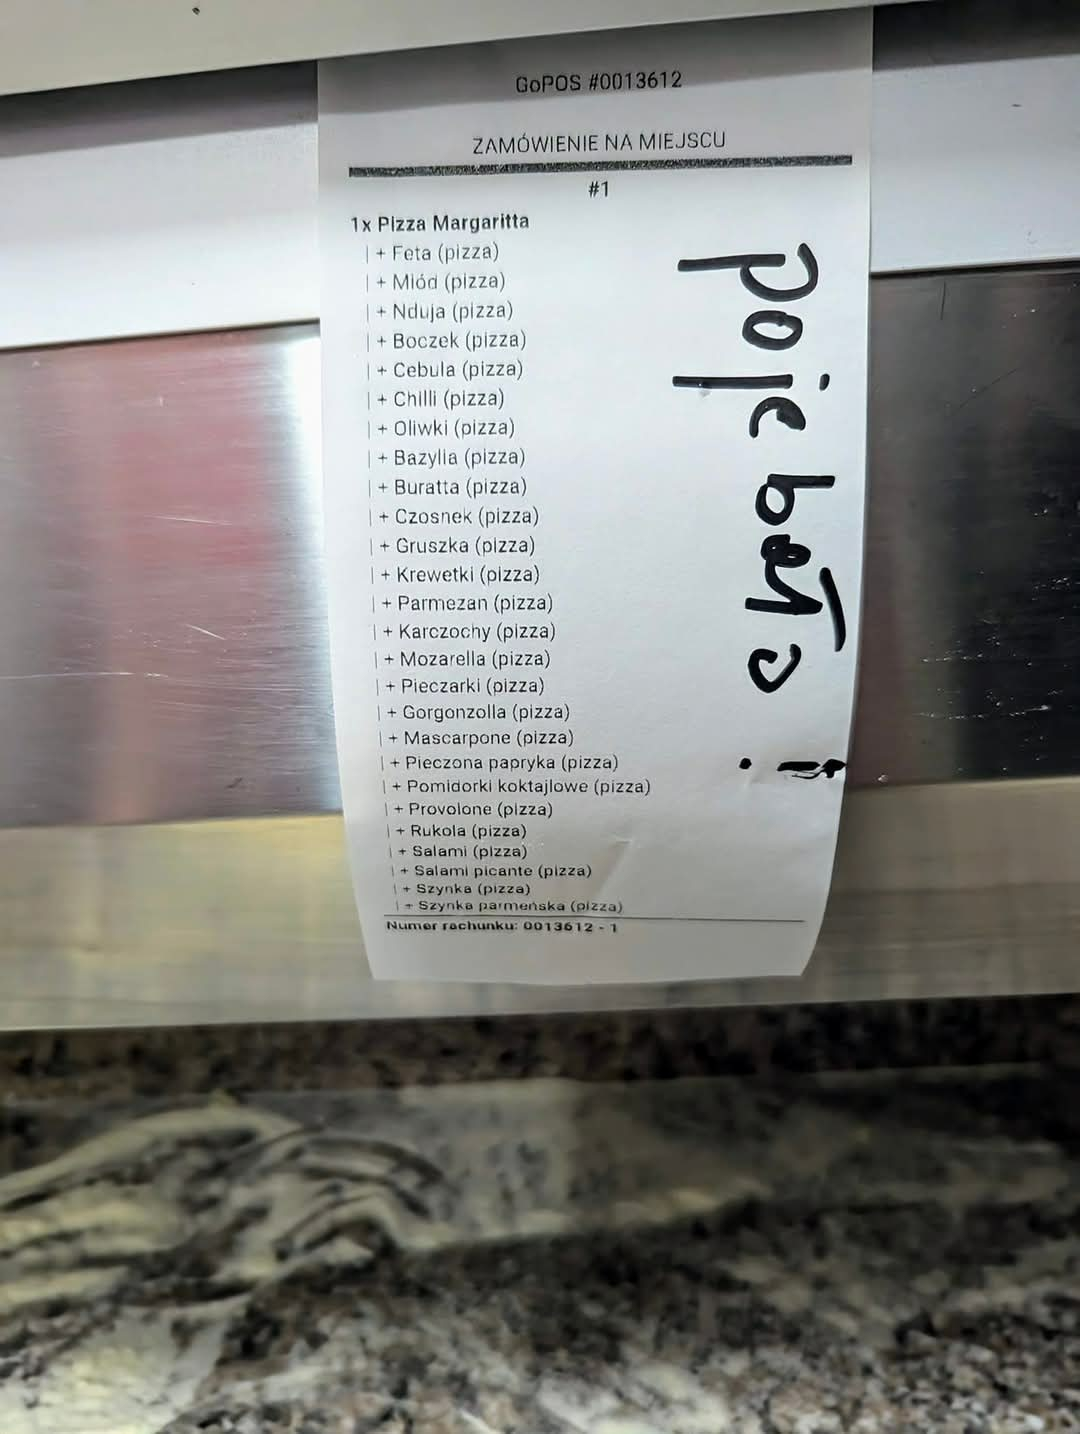 GoPOS #0013612
ZAMÓWIENIE NA MIEJSCU
#1
1x Pizza Margaritta
| + Feta (pizza)
| + Miód (pizza)
| + Nduja (pizza)
| + Boczek (pizza)
| + Cebula (pizza)
| + Chilli (pizza)
| + Oliwki (pizza)
| + Bazylia (pizza)
| + Buratta (pizza)
| + Czosnek (pizza)
| + Gruszka (pizza)
| + Krewetki (pizza)
| + Parmezan (pizza)
| + Karczochy (pizza)
| + Mozarella (pizza)
| + Pieczarki (pizza)
| + Gorgonzolla (pizza)
| + Mascarpone (pizza)
| + Pieczona papryka (pizza)
| + Pomidorki koktajlowe (pizza)
| + Provolone (pizza)
| + Rukola (pizza)
| + Salami (pizza)
| + Salami picante (pizza)
| + Szynka (pizza)
| + Szynka parmeńska (pizza)
Numer rachunku: 0013612 - 1
pojebało !